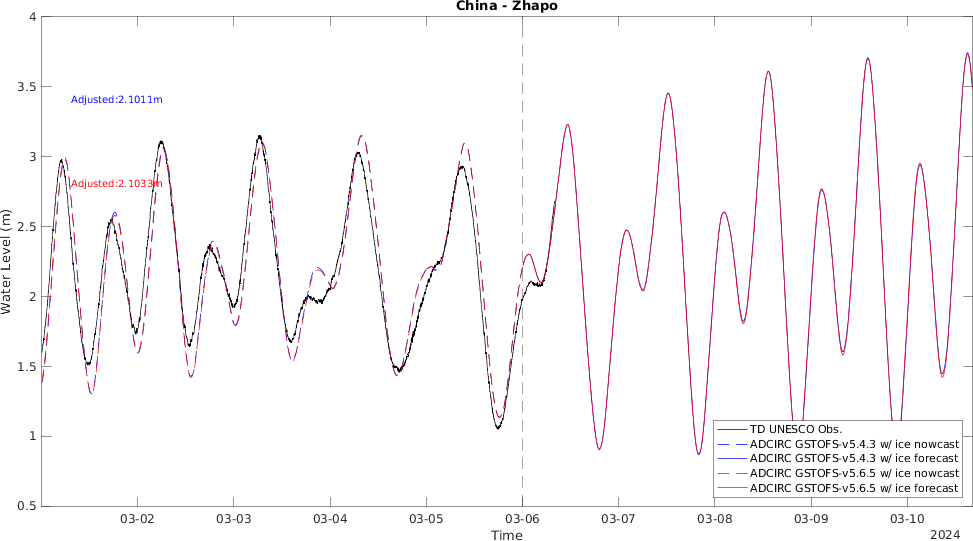 China - Zhapo
Water Level (m)
4
3.5
3
2.5
2
1.5
1
0.5
Adjusted:2.1011m
Adjusted:2.1033m
TD UNESCO Obs.
ADCIRC GSTOFS-v5.4.3 w/ ice nowcast
ADCIRC GSTOFS-v5.4.3 w/ ice forecast
ADCIRC GSTOFS-v5.6.5 w/ ice nowcast
ADCIRC GSTOFS-v5.6.5 w/ ice forecast
03-02 03-03 03-04 03-05 03-06 03-07 03-08 03-09 03-10
Time
2024